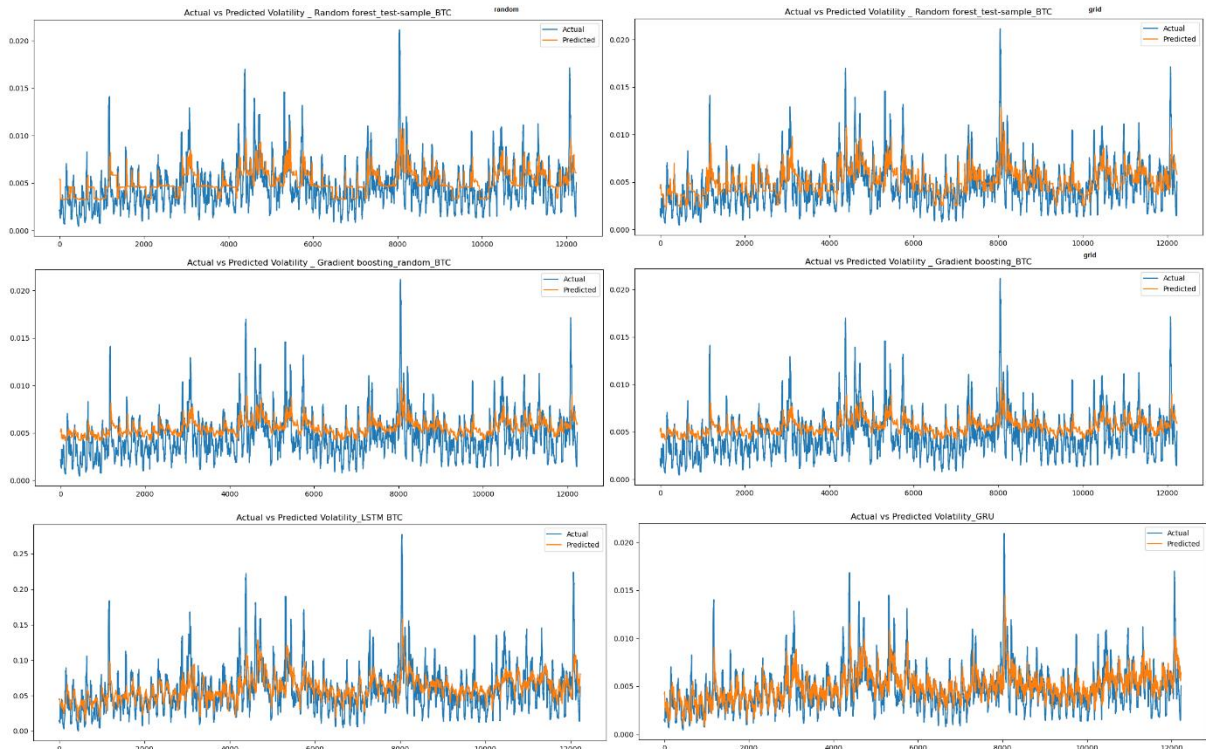 Actual vs Predicted Volatility _ Random forest_test-sample_BTC random
Actual
Predicted
0.020
0.015
0.010
0.005
0.000
0 2000 4000 6000 8000 10000 12000
Actual vs Predicted Volatility _ Random forest_test-sample_BTC grid
Actual
Predicted
0.020
0.015
0.010
0.005
0.000
0 2000 4000 6000 8000 10000 12000
Actual vs Predicted Volatility _ Gradient boosting_random_BTC
Actual
Predicted
0.020
0.015
0.010
0.005
0.000
0 2000 4000 6000 8000 10000 12000
Actual vs Predicted Volatility _ Gradient boosting_BTC grid
Actual
Predicted
0.020
0.015
0.010
0.005
0.000
0 2000 4000 6000 8000 10000 12000
Actual vs Predicted Volatility_LSTM BTC
Actual
Predicted
0.25
0.20
0.15
0.10
0.05
0.00
0 2000 4000 6000 8000 10000 12000
Actual vs Predicted Volatility_GRU
Actual
Predicted
0.020
0.015
0.010
0.005
0.000
0 2000 4000 6000 8000 10000 12000